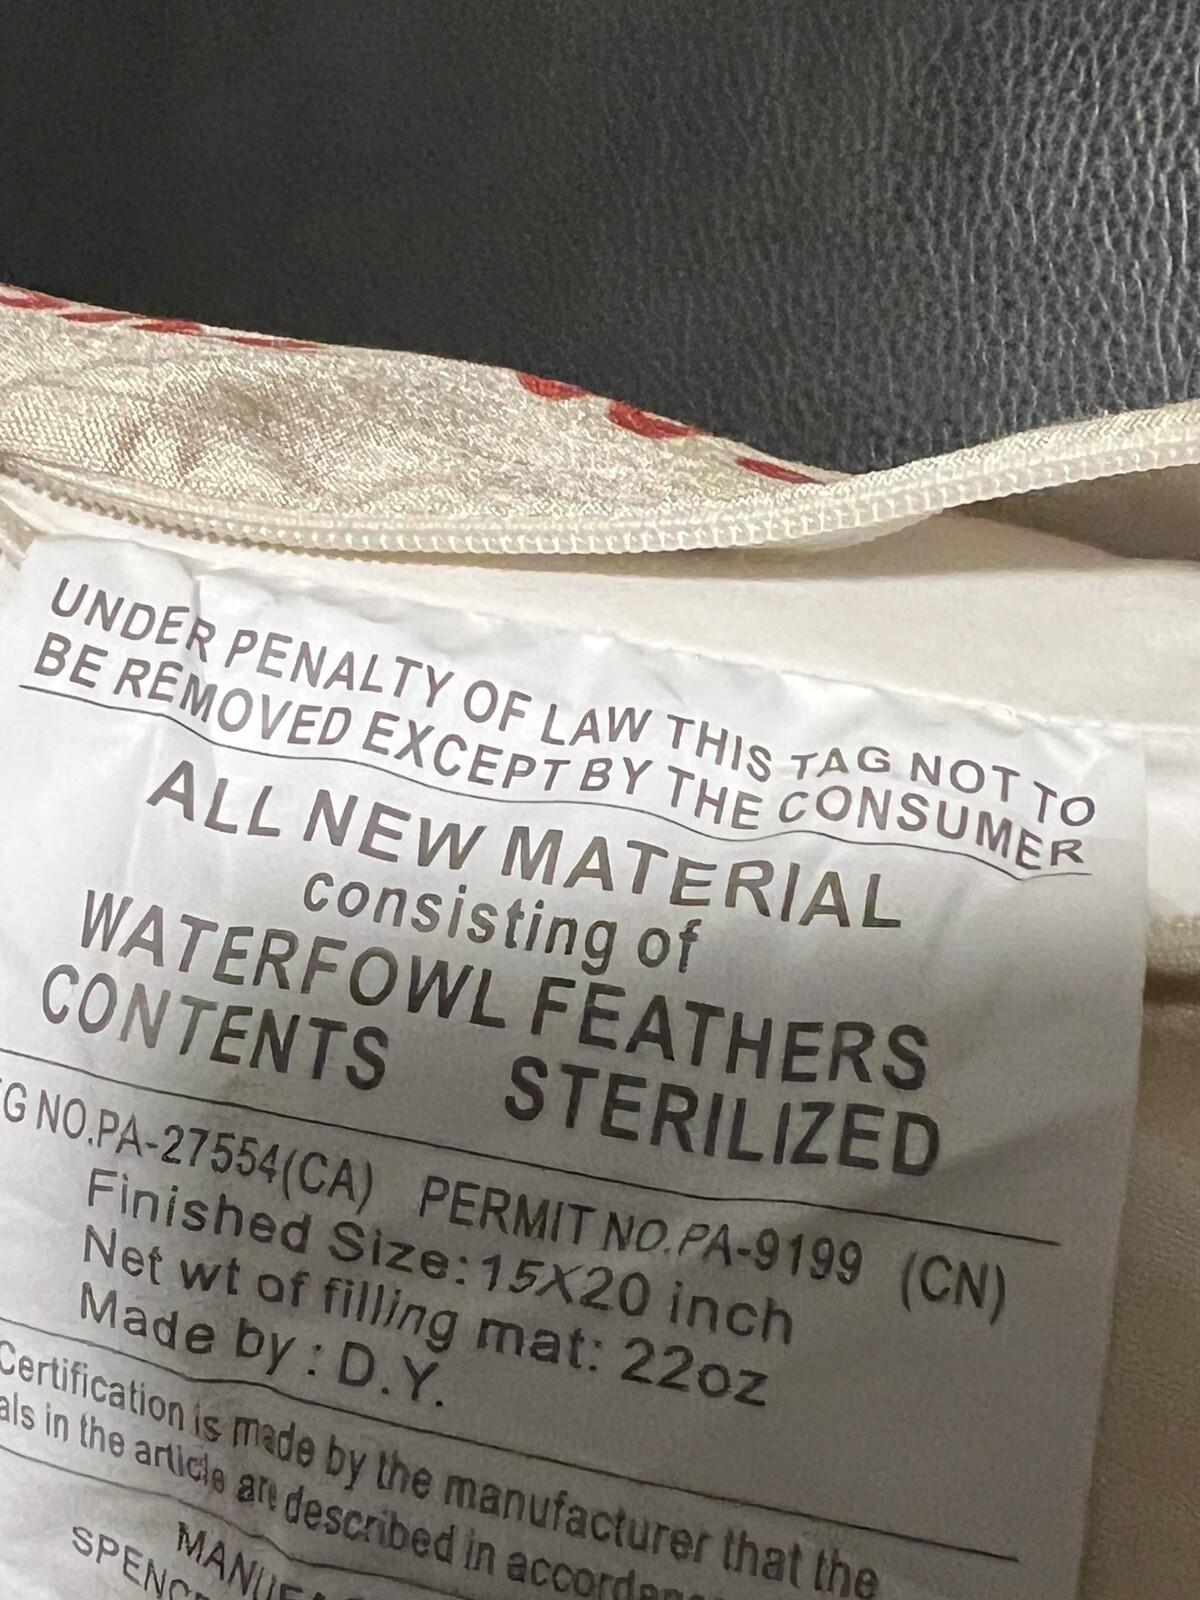 UNDER PENALTY OF LAW THIS TAG NOT TO
BE REMOVED EXCEPT BY THE CONSUMER
ALL NEW MATERIAL
consisting of
WATERFOWL FEATHERS
CONTENTS STERILIZED
G NO.PA-27554(CA) PERMIT NO.PA-9199 (CN)
Finished Size:15X20 inch
Net wt of filling mat: 22oz
Made by : D.Y.
Certification is made by the manufacturer that the
als in the article are described in